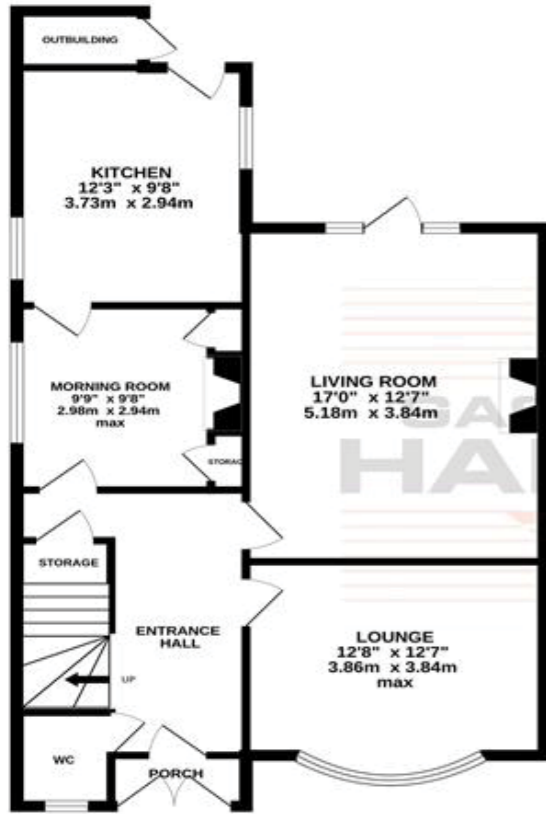 OUTBUILDING
KITCHEN
12'3" x 9'8"
3.73m x 2.94m
MORNING ROOM
9'9" x 9'8"
2.98m x 2.94m
max
STORAG
LIVING ROOM
17'0" x 12'7"
5.18m x 3.84m
GAS
HA
STORAGE
ENTRANCE
HALL
UP
LOUNGE
12'8" x 12'7"
3.86m x 3.84m
max
WC
PORCH